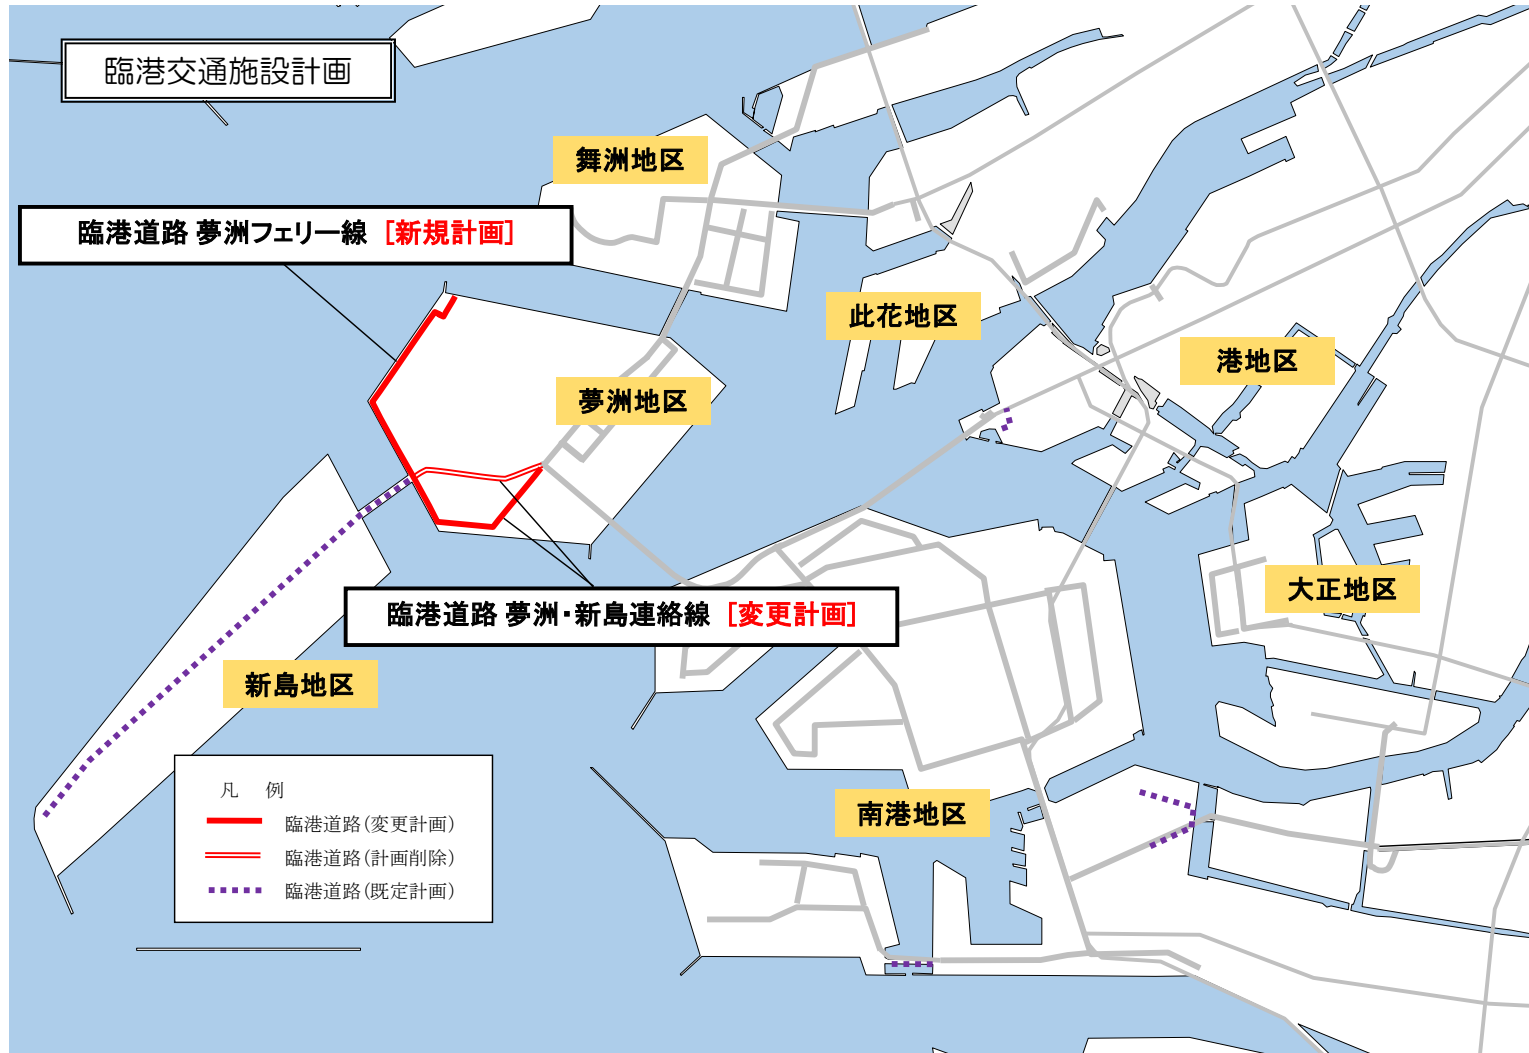 臨港交通施設計画
舞洲地区
臨港道路 夢洲フェリー線 [新規計画]
此花地区
港地区
夢洲地区
大正地区
臨港道路 夢洲・新島連絡線 [変更計画]
新島地区
南港地区
凡 例
臨港道路(変更計画)
臨港道路(計画削除)
臨港道路(既定計画)